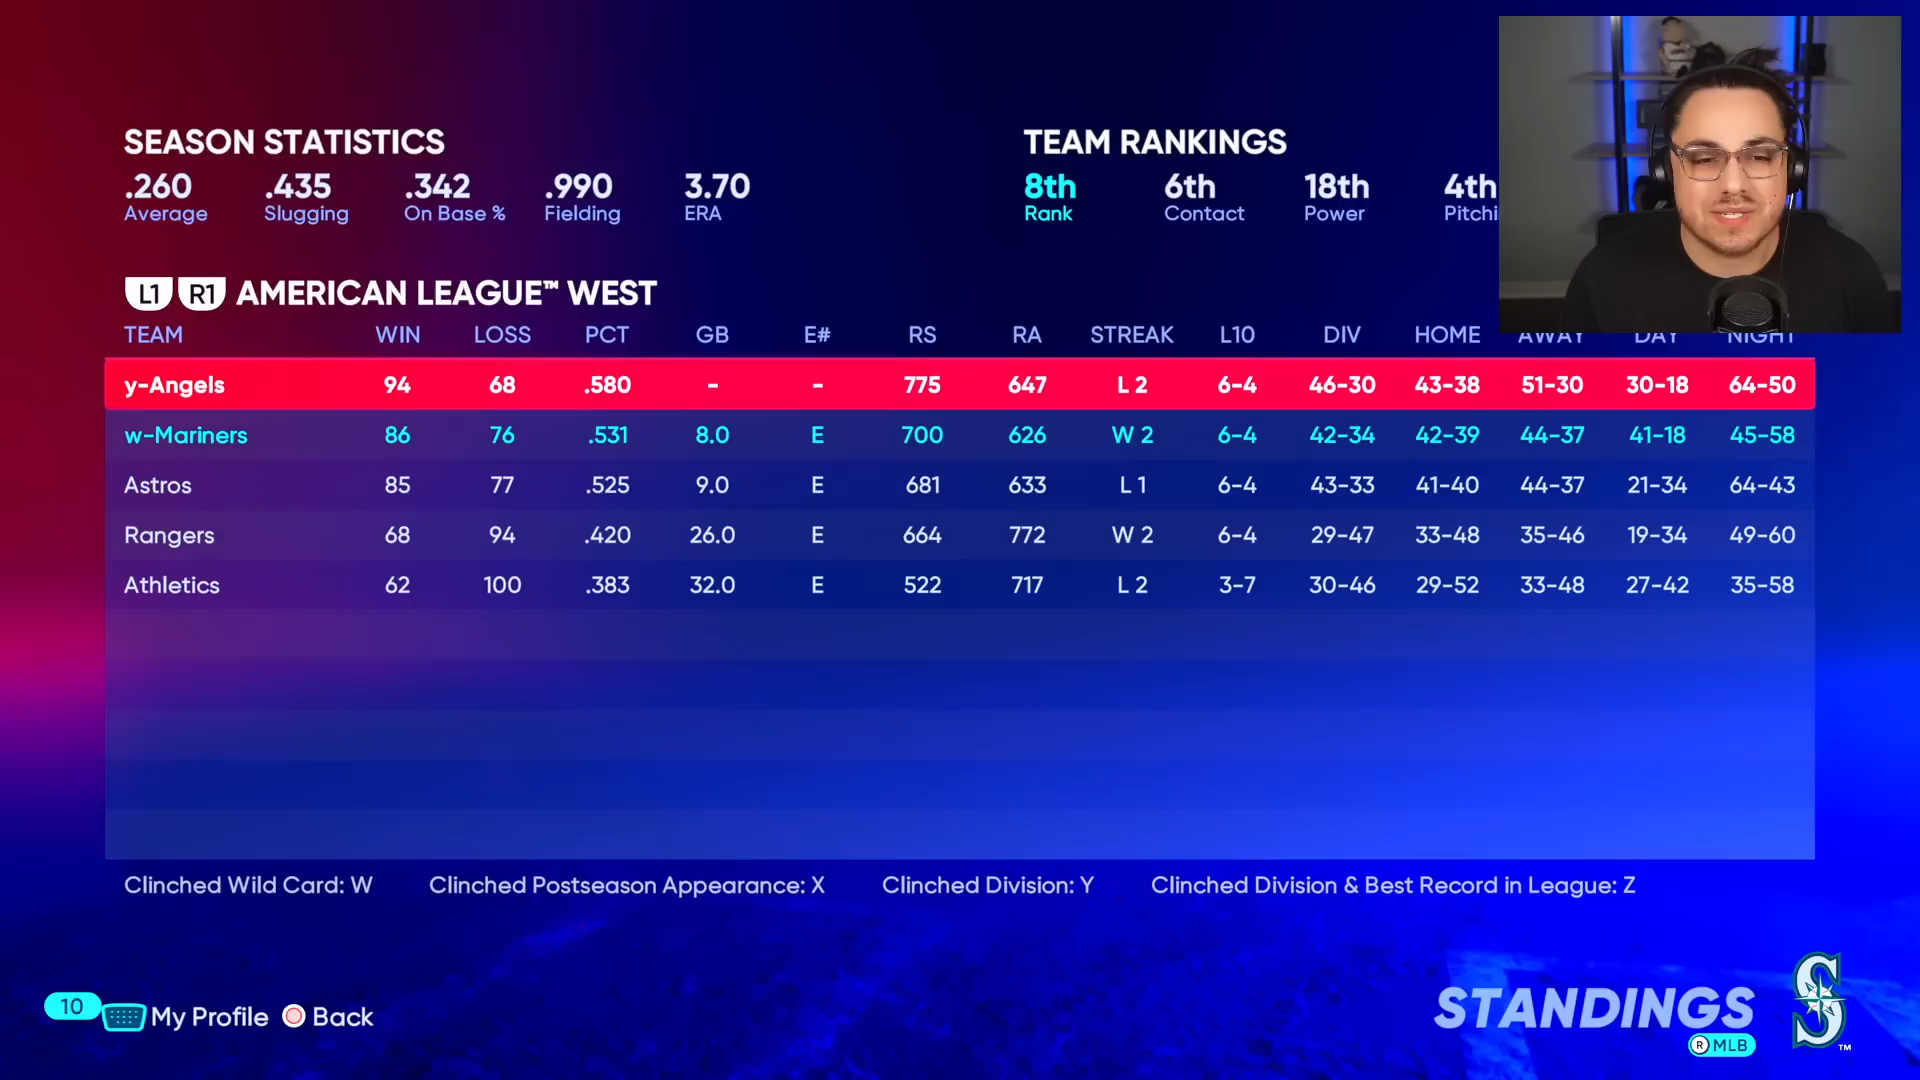 SEASON STATISTICS
.260 .435 .342 .990 3.70
Average Slugging On Base % Fielding ERA
TEAM RANKINGS
8th 6th 18th 4th
Rank Contact Power Pitchi
L1 R1 AMERICAN LEAGUE™ WEST
TEAM WIN LOSS PCT GB E# RS RA STREAK L10 DIV HOME AWAY DAY NIGHT
y-Angels 94 68 .580 - - 775 647 L 2 6-4 46-30 43-38 51-30 30-18 64-50
w-Mariners 86 76 .531 8.0 E 700 626 W 2 6-4 42-34 42-39 44-37 41-18 45-58
Astros 85 77 .525 9.0 E 681 633 L 1 6-4 43-33 41-40 44-37 21-34 64-43
Rangers 68 94 .420 26.0 E 664 772 W 2 6-4 29-47 33-48 35-46 19-34 49-60
Athletics 62 100 .383 32.0 E 522 717 L 2 3-7 30-46 29-52 33-48 27-42 35-58
Clinched Wild Card: W Clinched Postseason Appearance: X Clinched Division: Y Clinched Division & Best Record in League: Z
10 My Profile Back
STANDINGS S ™
R MLB